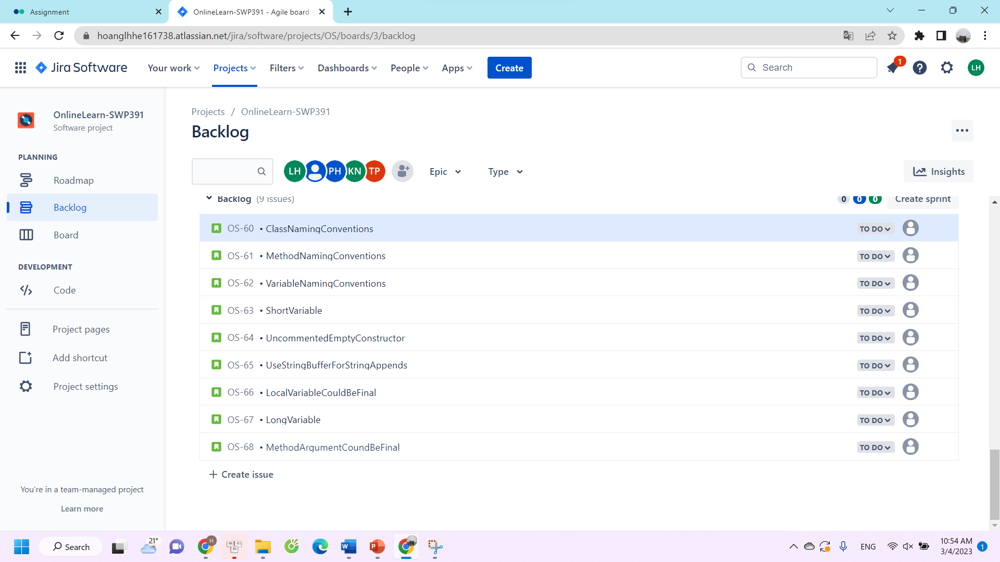 Assignment
OnlineLearn-SWP391 - Agile board
hoanglhhe161738.atlassian.net/jira/software/projects/OS/boards/3/backlog
Jira Software
Your work
Projects
Filters
Dashboards
People
Apps
Create
Search
1
LH
OnlineLearn-SWP391
Software project
PLANNING
Roadmap
Backlog
Board
DEVELOPMENT
Code
Project pages
Add shortcut
Project settings
You're in a team-managed project
Learn more
Projects / OnlineLearn-SWP391
Backlog
LH PH KN TP
Epic
Type
Insights
Backlog (9 issues)
0 0 0
Create sprint
OS-60 • ClassNamingConventions TO DO
OS-61 • MethodNamingConventions TO DO
OS-62 • VariableNamingConventions TO DO
OS-63 • ShortVariable TO DO
OS-64 • UncommentedEmptyConstructor TO DO
OS-65 • UseStringBufferForStringAppends TO DO
OS-66 • LocalVariableCouldBeFinal TO DO
OS-67 • LongVariable TO DO
OS-68 • MethodArgumentCoundBeFinal TO DO
+ Create issue
Search
21°
H
ENG
10:54 AM
3/4/2023
1